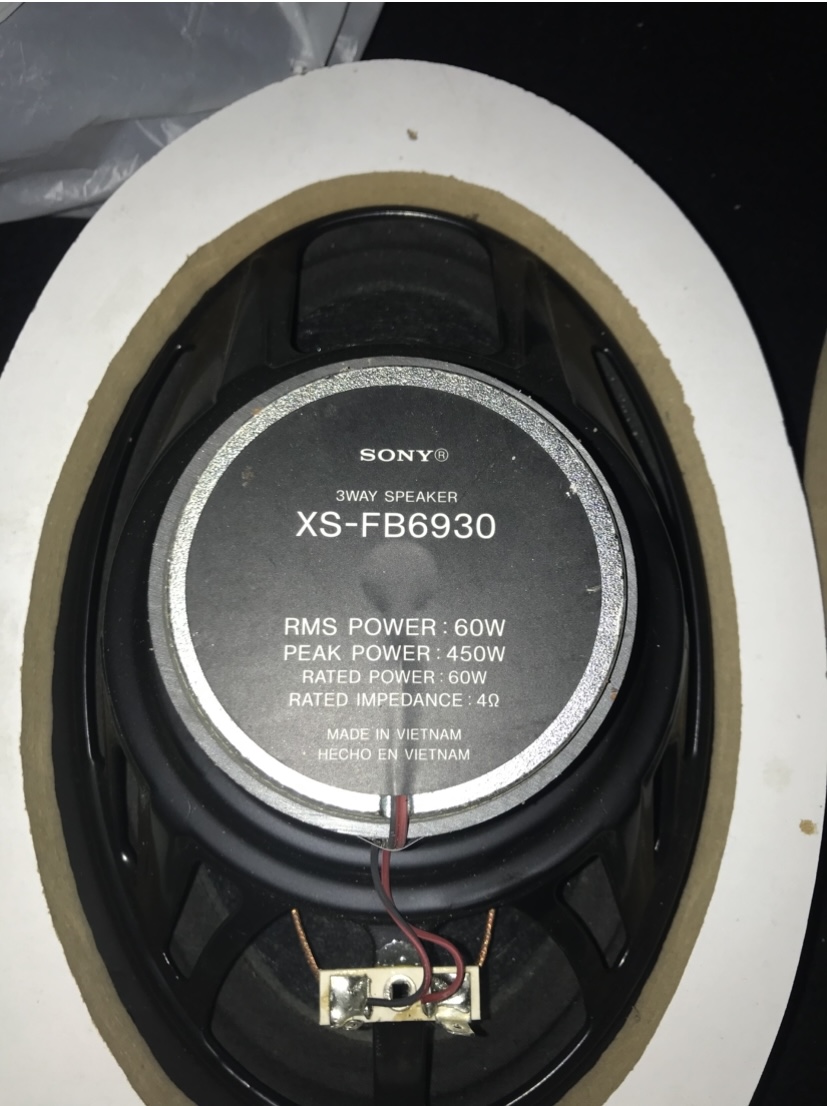 SONY®
3WAY SPEAKER
XS-FB6930
RMS POWER : 60W
PEAK POWER : 450W
RATED POWER : 60W
RATED IMPEDANCE : 4Ω
MADE IN VIETNAM
HECHO EN VIETNAM